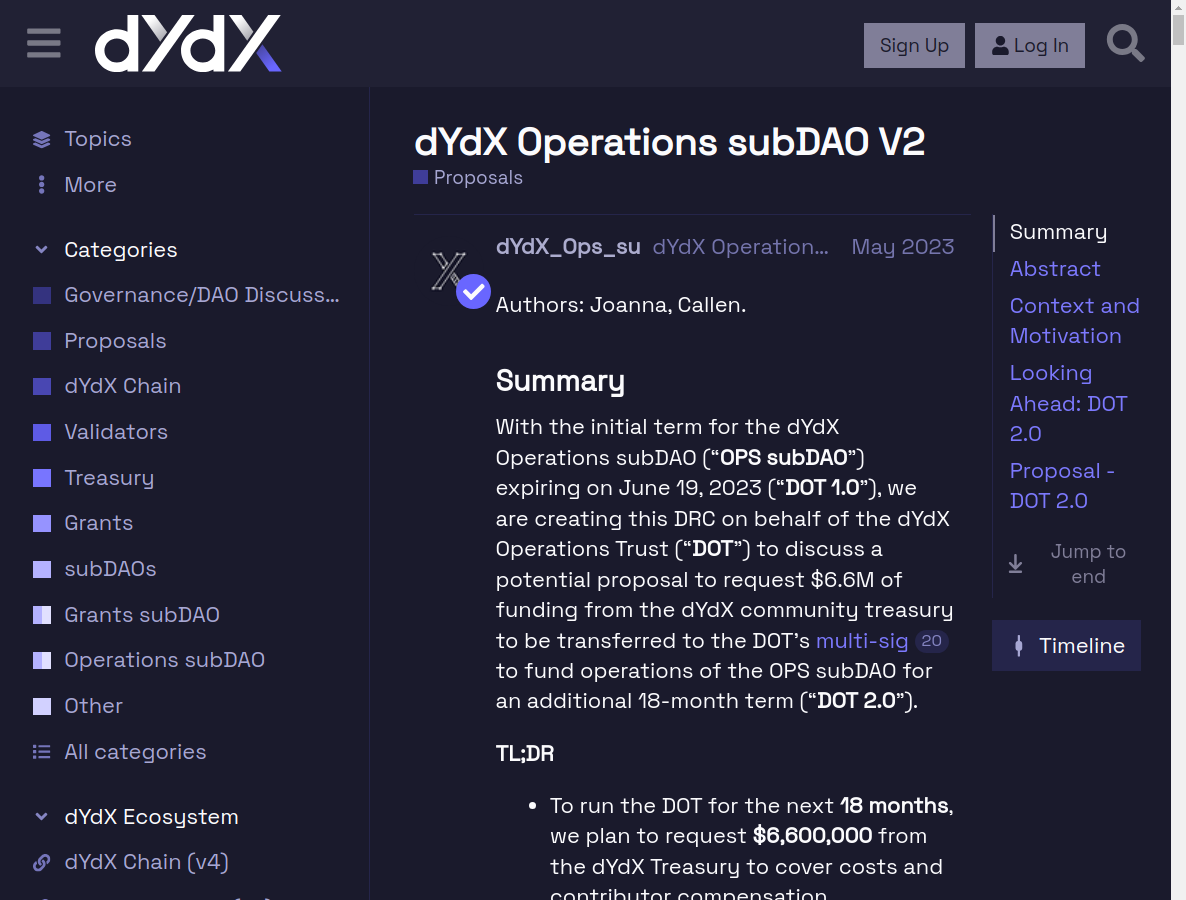 dYdX
Sign Up
Log In
Topics
More
Categories
Governance/DAO Discuss...
Proposals
dYdX Chain
Validators
Treasury
Grants
subDAOs
Grants subDAO
Operations subDAO
Other
All categories
dYdX Ecosystem
dYdX Chain (v4)
dYdX Operations subDAO V2
Proposals
dYdX_Ops_su dYdX Operation... May 2023
Authors: Joanna, Callen.
Summary
With the initial term for the dYdX
Operations subDAO (“OPS subDAO”)
expiring on June 19, 2023 (“DOT 1.0”), we
are creating this DRC on behalf of the dYdX
Operations Trust (“DOT”) to discuss a
potential proposal to request $6.6M of
funding from the dYdX community treasury
to be transferred to the DOT’s multi-sig 20
to fund operations of the OPS subDAO for
an additional 18-month term (“DOT 2.0”).
TL;DR
To run the DOT for the next 18 months,
we plan to request $6,600,000 from
the dYdX Treasury to cover costs and
contributor compensation
Summary
Abstract
Context and
Motivation
Looking
Ahead: DOT
2.0
Proposal -
DOT 2.0
Jump to
end
Timeline